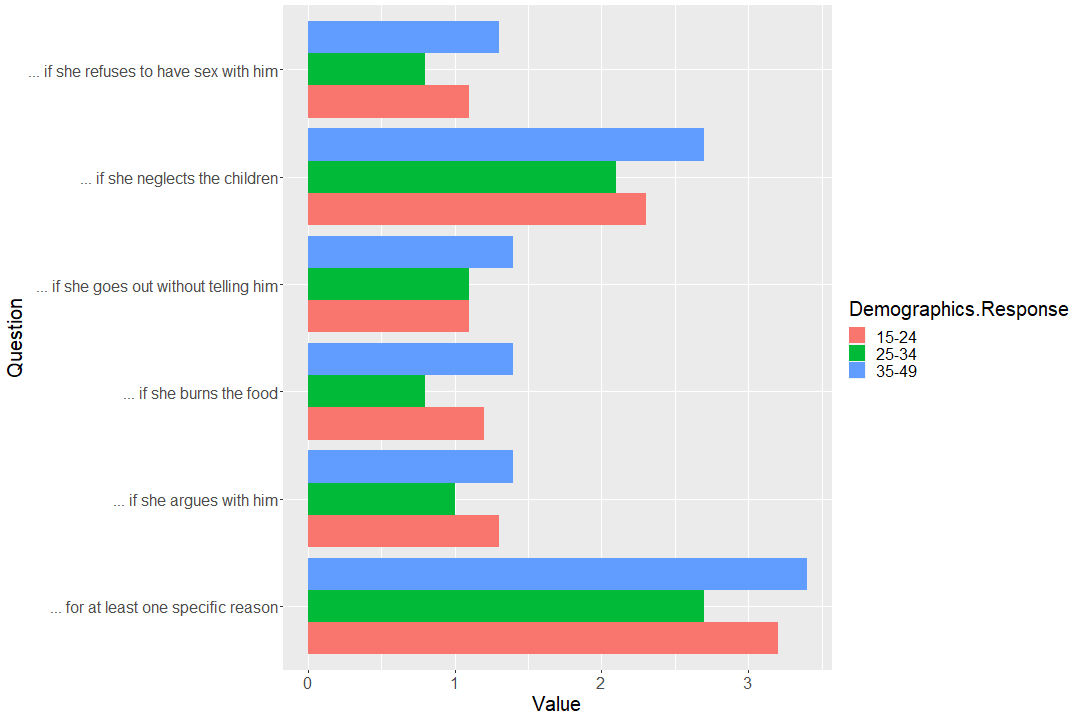 ... if she refuses to have sex with him
... if she neglects the children
... if she goes out without telling him
... if she burns the food
... if she argues with him
... for at least one specific reason
Question
0 1 2 3
Value
Demographics.Response
15-24
25-34
35-49